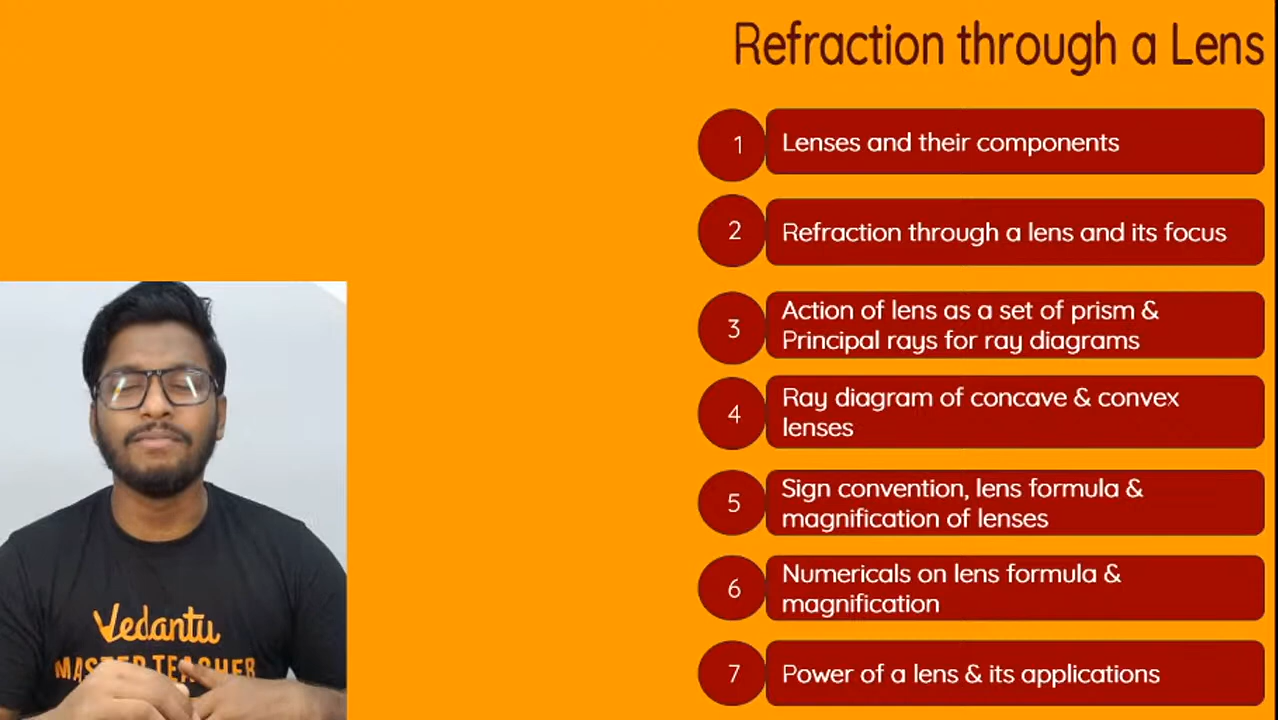 Refraction through a Lens
1
Lenses and their components
2
Refraction through a lens and its focus
3
Action of lens as a set of prism &
Principal rays for ray diagrams
4
Ray diagram of concave & convex
lenses
5
Sign convention, lens formula &
magnification of lenses
6
Numericals on lens formula &
magnification
7
Power of a lens & its applications
Vedantu
MASTER TEACHER